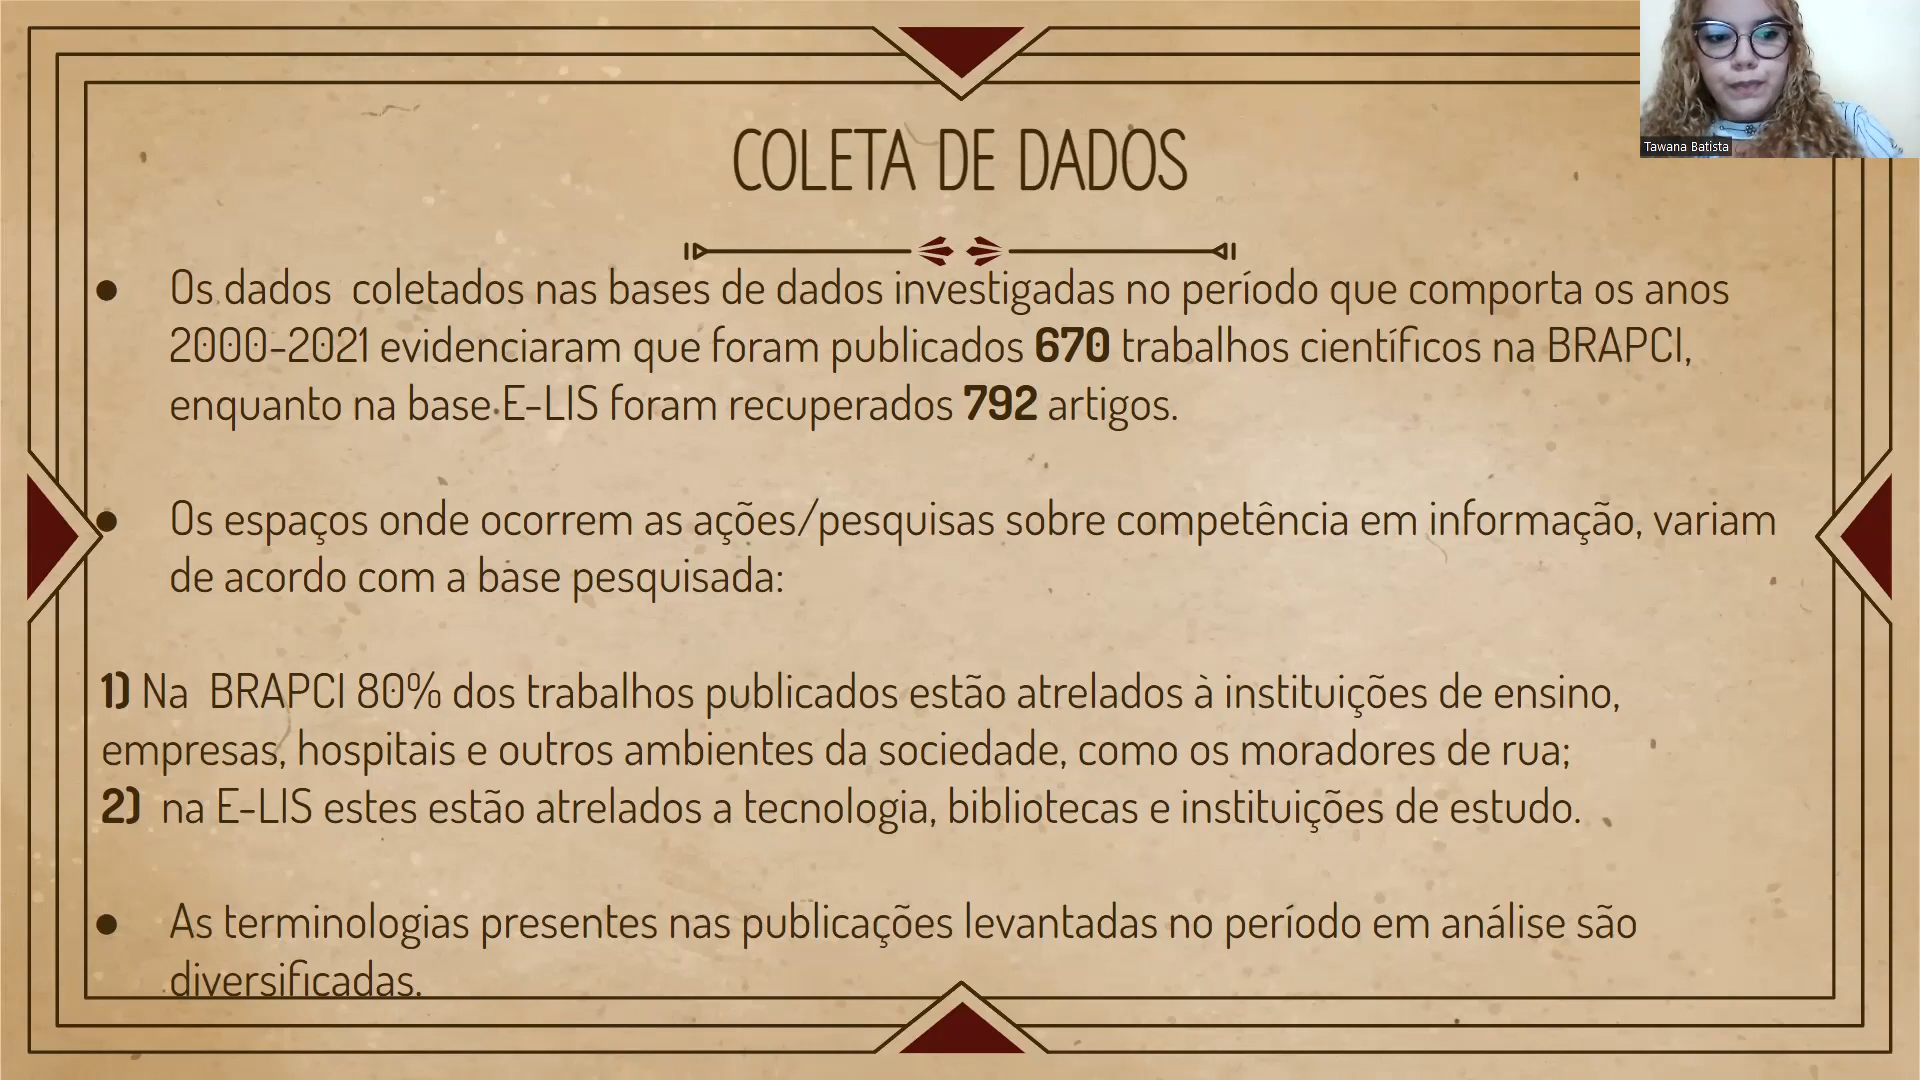 Tawana Batista
COLETA DE DADOS
● Os dados coletados nas bases de dados investigadas no período que comporta os anos
2000-2021 evidenciaram que foram publicados 670 trabalhos científicos na BRAPCI,
enquanto na base E-LIS foram recuperados 792 artigos.
● Os espaços onde ocorrem as ações/pesquisas sobre competência em informação, variam
de acordo com a base pesquisada:
1) Na BRAPCI 80% dos trabalhos publicados estão atrelados à instituições de ensino,
empresas, hospitais e outros ambientes da sociedade, como os moradores de rua;
2) na E-LIS estes estão atrelados a tecnologia, bibliotecas e instituições de estudo.
● As terminologias presentes nas publicações levantadas no período em análise são
diversificadas.